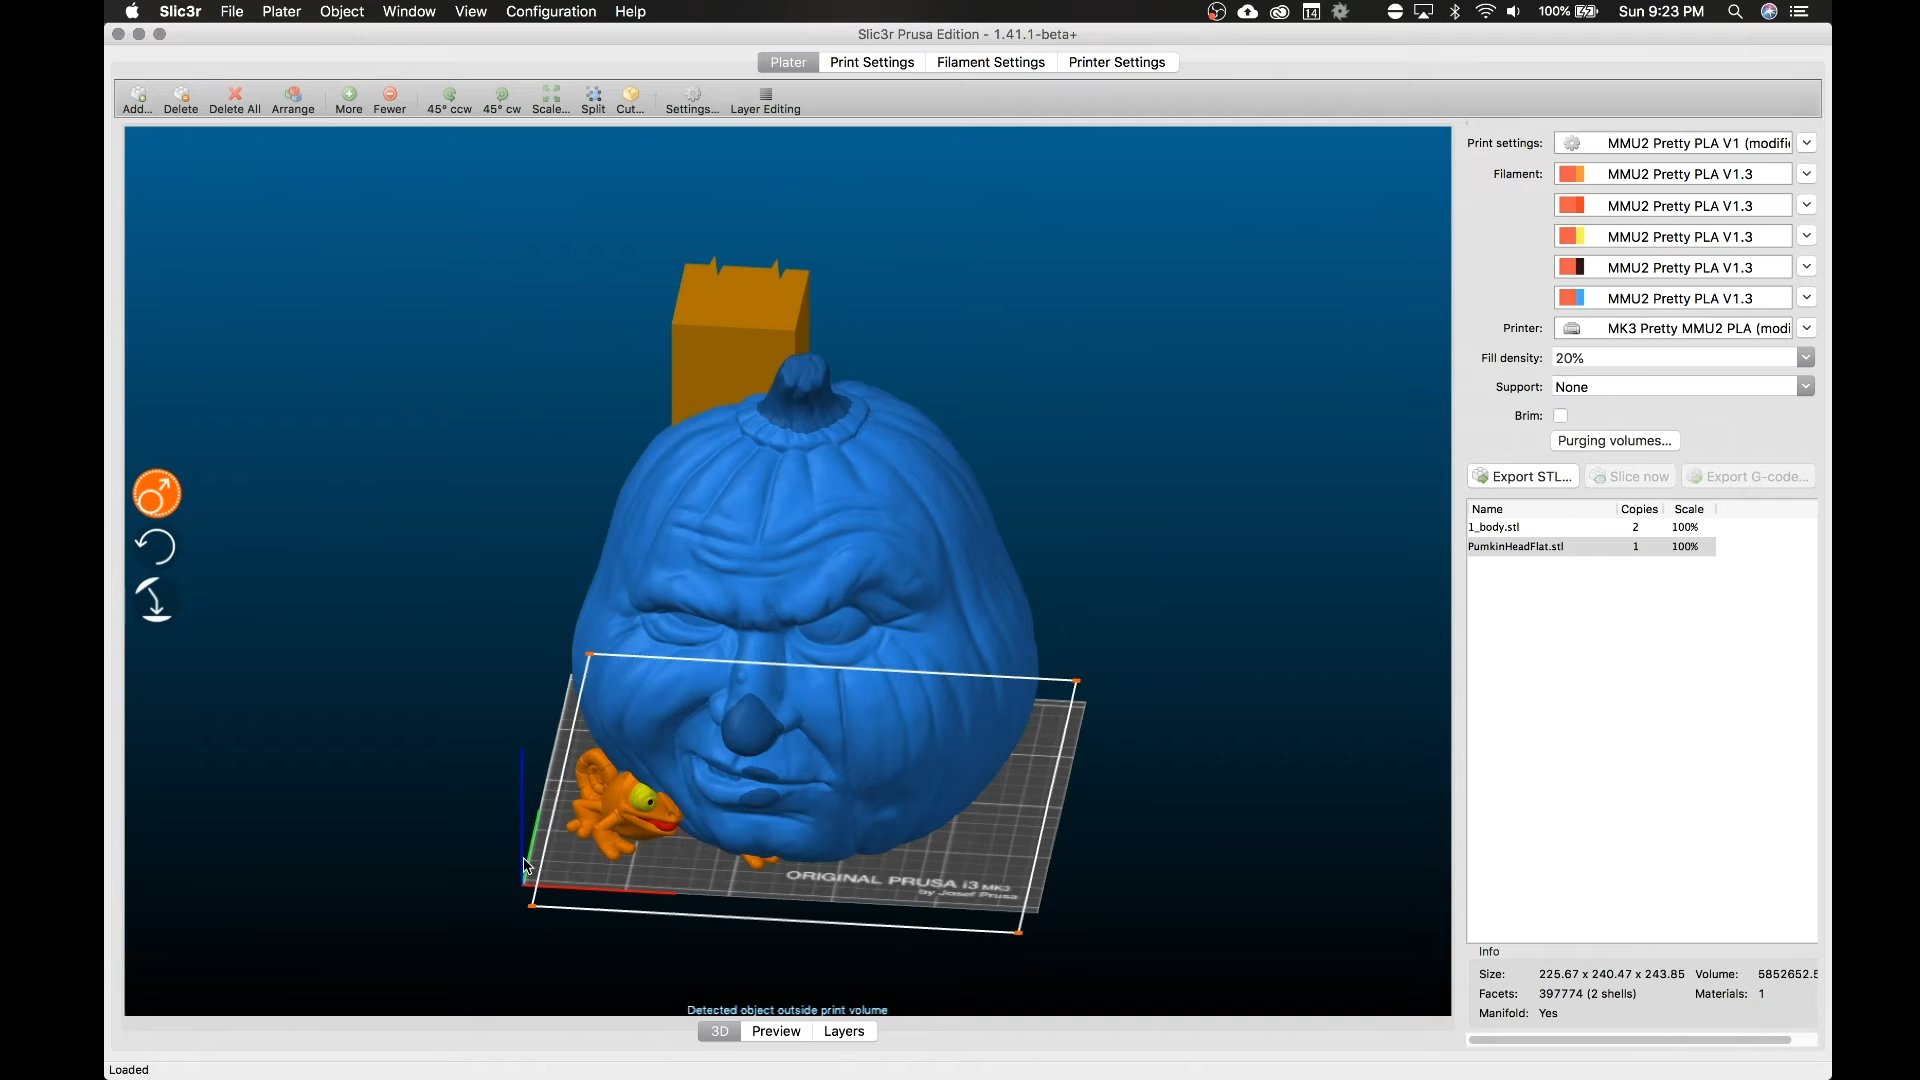 Slic3r File Plater Object Window View Configuration Help 14 100% Sun 9:23 PM
Slic3r Prusa Edition - 1.41.1-beta+
Plater Print Settings Filament Settings Printer Settings
Add... Delete Delete All Arrange More Fewer 45° ccw 45° cw Scale... Split Cut... Settings... Layer Editing
Print settings: MMU2 Pretty PLA V1 (modifi
Filament: MMU2 Pretty PLA V1.3
MMU2 Pretty PLA V1.3
MMU2 Pretty PLA V1.3
MMU2 Pretty PLA V1.3
MMU2 Pretty PLA V1.3
Printer: MK3 Pretty MMU2 PLA (modi
Fill density: 20%
Support: None
Brim:
Purging volumes...
Export STL... Slice now Export G-code...
Name Copies Scale
1_body.stl 2 100%
PumkinHeadFlat.stl 1 100%
ORIGINAL PRUSA i3 MK3
by Josef Prusa
Info
Size: 225.67 x 240.47 x 243.85 Volume: 5852652.5
Facets: 397774 (2 shells) Materials: 1
Manifold: Yes
Detected object outside print volume
3D Preview Layers
Loaded